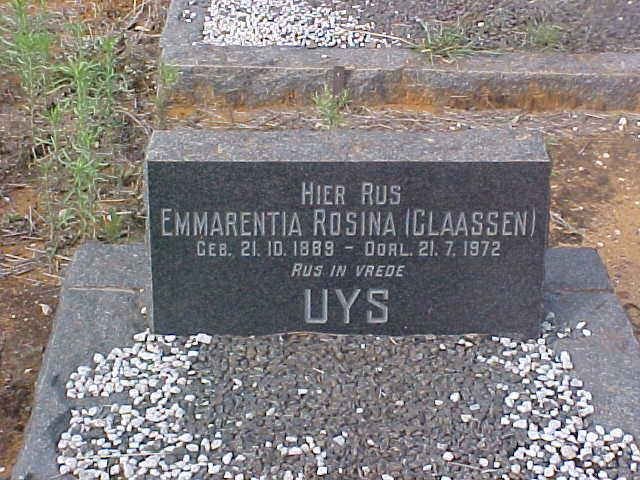 HIER RUS
EMMARENTIA ROSINA (CLAASSEN)
GEB. 21. 10. 1889 - OORL. 21. 7. 1972
RUS IN VREDE
UYS